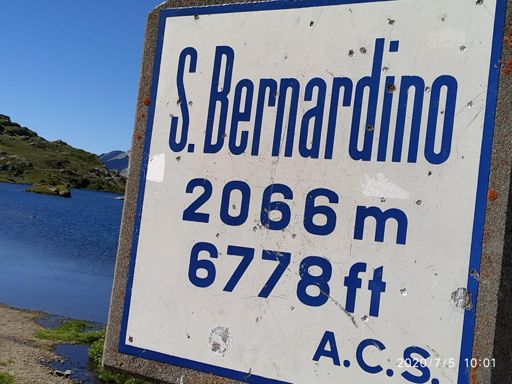 S. Bernardino
2066 m
6778 ft
A.C.S.
2020/7/5 10:01